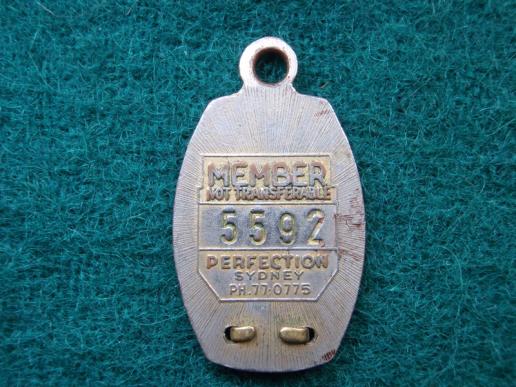 MEMBER
NOT TRANSFERABLE
5592
PERFECTION
SYDNEY
PH.77-0775